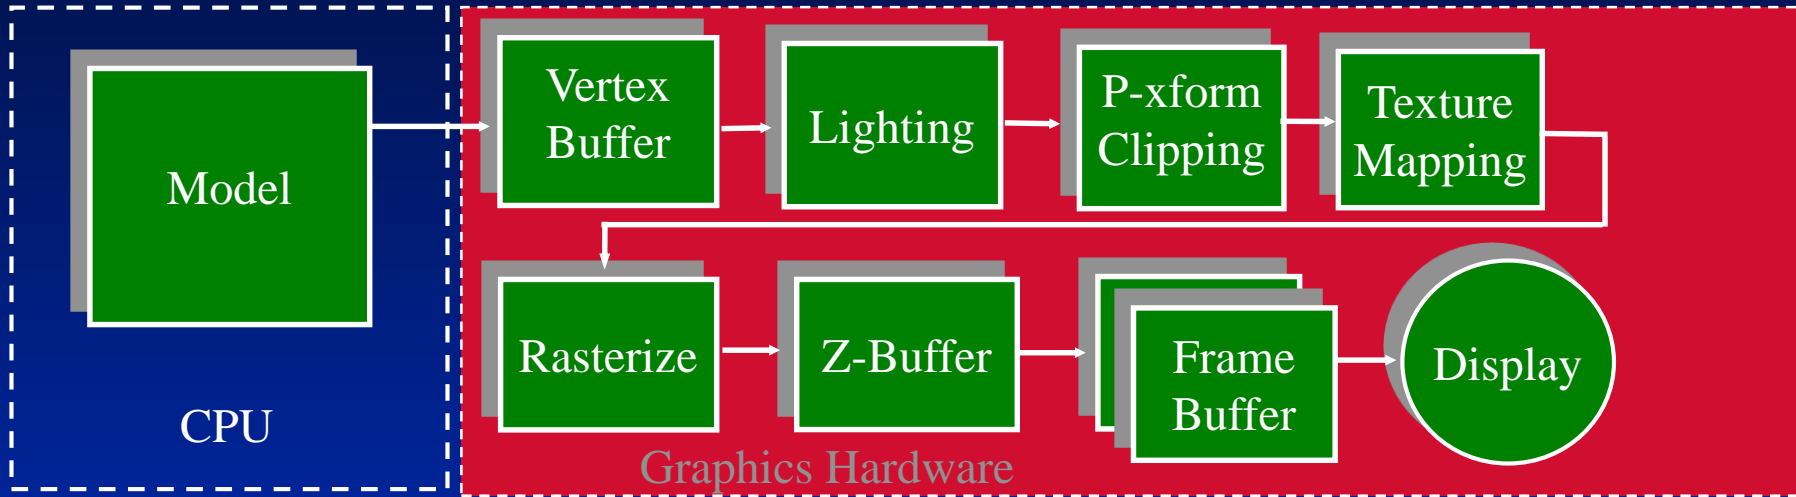 Model
CPU
Vertex
Buffer
Lighting
P-xform
Clipping
Texture
Mapping
Rasterize
Z-Buffer
Frame
Buffer
Display
Graphics Hardware